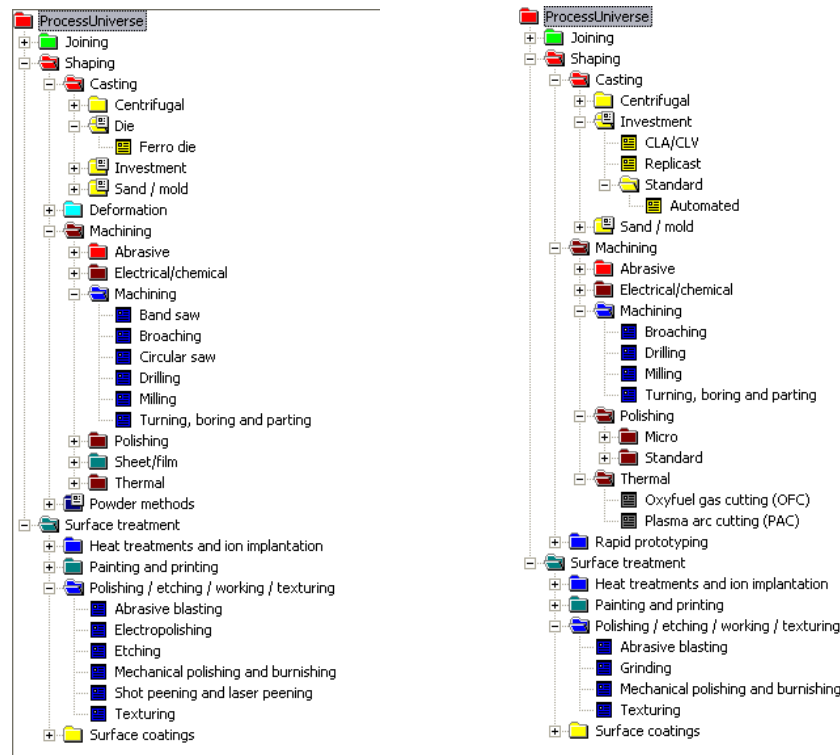 ProcessUniverse
Joining
Shaping
Casting
Centrifugal
Die
Ferro die
Investment
Sand / mold
Deformation
Machining
Abrasive
Electrical/chemical
Machining
Band saw
Broaching
Circular saw
Drilling
Milling
Turning, boring and parting
Polishing
Sheet/film
Thermal
Powder methods
Surface treatment
Heat treatments and ion implantation
Painting and printing
Polishing / etching / working / texturing
Abrasive blasting
Electropolishing
Etching
Mechanical polishing and burnishing
Shot peening and laser peening
Texturing
Surface coatings
ProcessUniverse
Joining
Shaping
Casting
Centrifugal
Investment
CLA/CLV
Replicast
Standard
Automated
Sand / mold
Machining
Abrasive
Electrical/chemical
Machining
Broaching
Drilling
Milling
Turning, boring and parting
Polishing
Micro
Standard
Thermal
Oxyfuel gas cutting (OFC)
Plasma arc cutting (PAC)
Rapid prototyping
Surface treatment
Heat treatments and ion implantation
Painting and printing
Polishing / etching / working / texturing
Abrasive blasting
Grinding
Mechanical polishing and burnishing
Texturing
Surface coatings